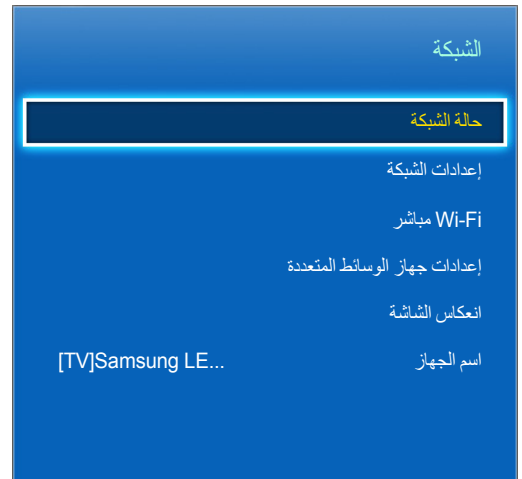 الشبكة
حالة الشبكة
إعدادات الشبكة
Wi-Fi مباشر
إعدادات جهاز الوسائط المتعددة
انعكاس الشاشة
اسم الجهاز [TV]Samsung LE...